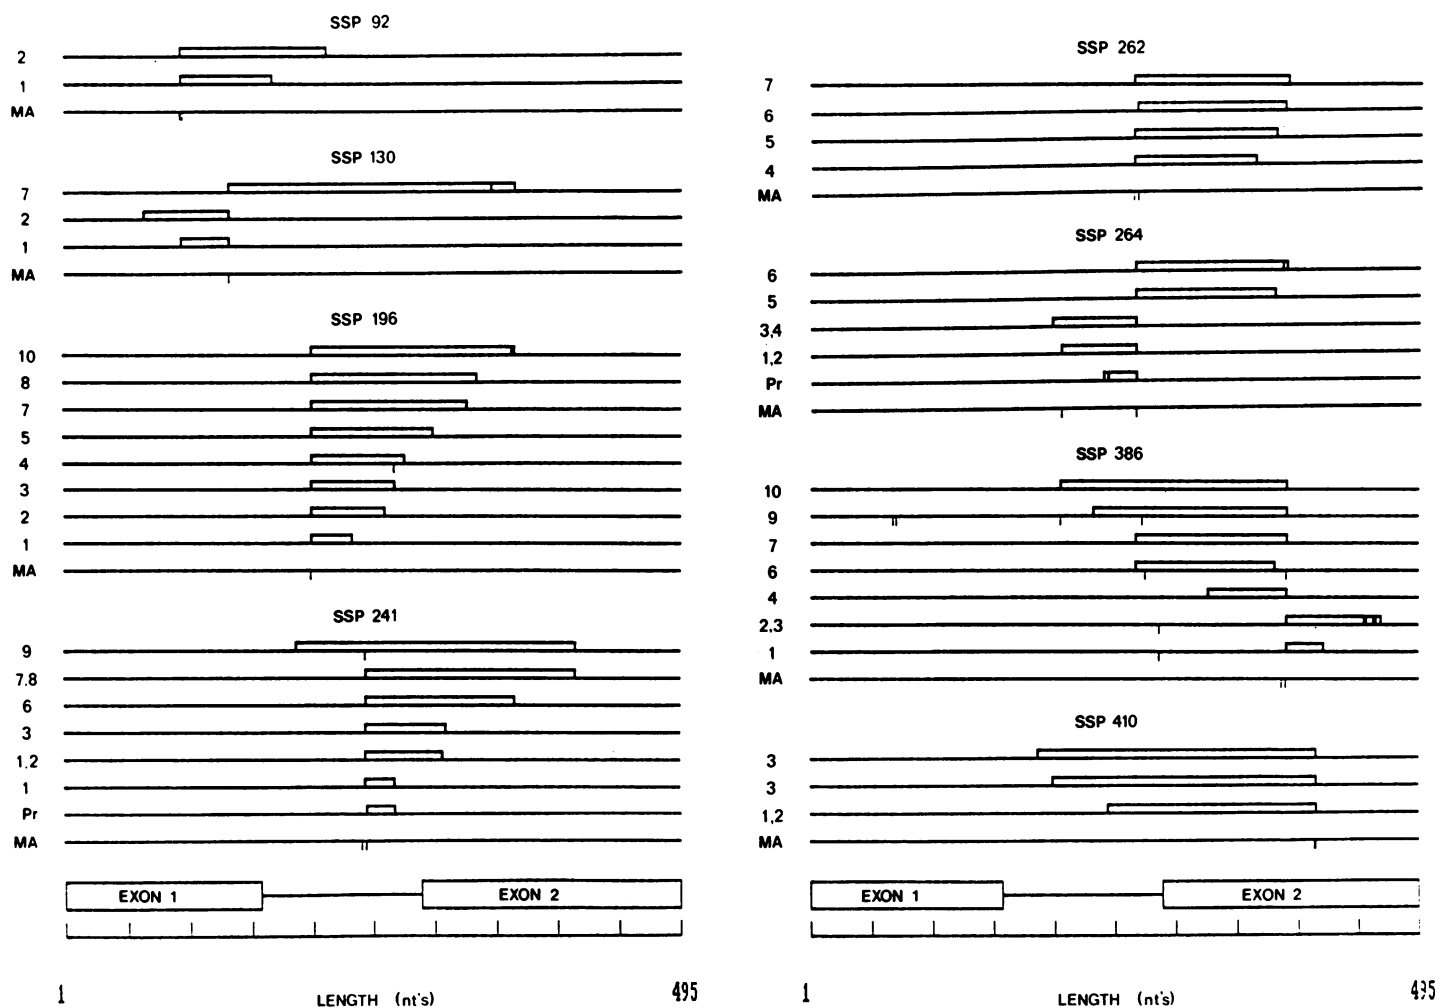 SSP 92
2
1
MA
SSP 130
7
2
1
MA
SSP 196
10
8
7
5
4
3
2
1
MA
SSP 241
9
7.8
6
3
1,2
1
Pr
MA
EXON 1
EXON 2
1
LENGTH (nt's)
495
SSP 262
7
6
5
4
MA
SSP 264
6
5
3,4
1,2
Pr
MA
SSP 386
10
9
7
6
4
2,3
1
MA
SSP 410
3
3
1,2
MA
EXON 1
EXON 2
1
LENGTH (nt's)
495